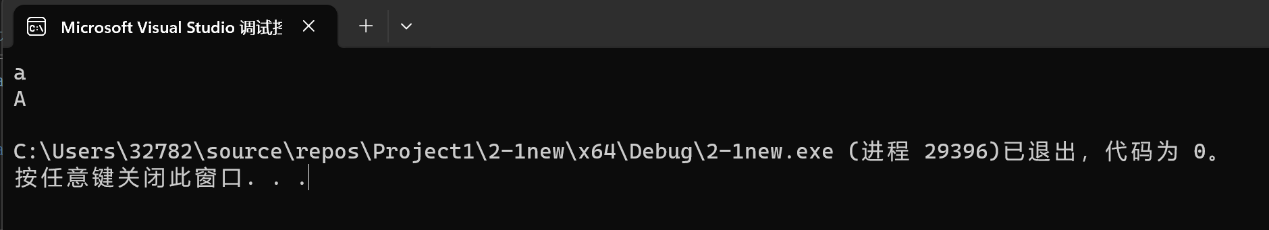 Microsoft Visual Studio 调试
a
A
C:\Users\32782\source\repos\Project1\2-1new\x64\Debug\2-1new.exe (进程 29396)已退出，代码为 0。
按任意键关闭此窗口. . .